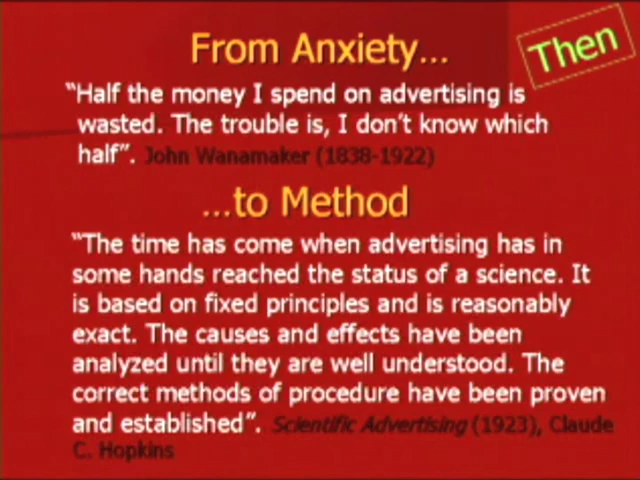 From Anxiety...
Then
“Half the money I spend on advertising is
wasted. The trouble is, I don’t know which
half”. John Wanamaker (1838-1922)
...to Method
“The time has come when advertising has in
some hands reached the status of a science. It
is based on fixed principles and is reasonably
exact. The causes and effects have been
analyzed until they are well understood. The
correct methods of procedure have been proven
and established”. Scientific Advertising (1923), Claude
C. Hopkins